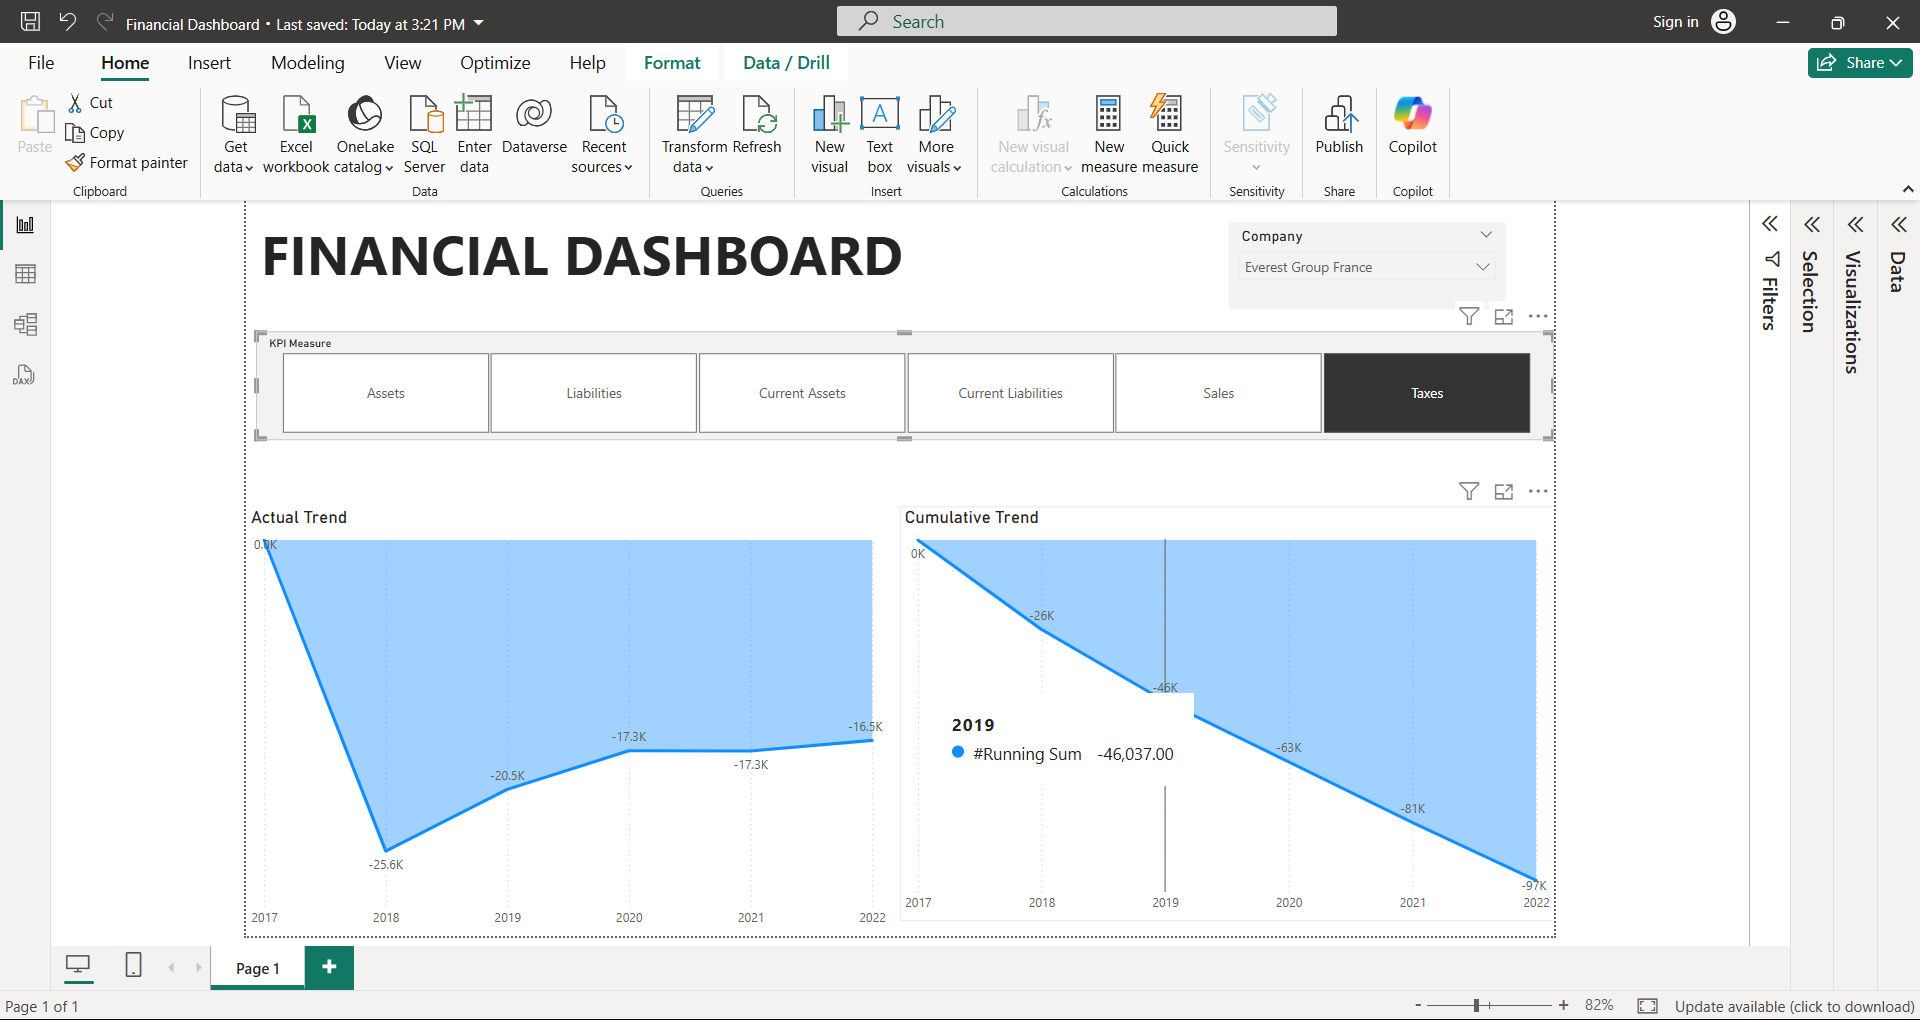 Financial Dashboard • Last saved: Today at 3:21 PM
Search
Sign in
File Home Insert Modeling View Optimize Help Format Data / Drill
Share
Paste
Cut
Copy
Format painter
Clipboard
Get data
Excel workbook
OneLake catalog
SQL Server
Enter data
Dataverse
Recent sources
Data
Transform data
Refresh
Queries
New visual
A
Text box
More visuals
Insert
New visual calculation
New measure
Quick measure
Calculations
Sensitivity
Sensitivity
Publish
Share
Copilot
Copilot
DAX
FINANCIAL DASHBOARD
Company
Everest Group France
KPI Measure
Assets
Liabilities
Current Assets
Current Liabilities
Sales
Taxes
Filters
Selection
Visualizations
Data
Actual Trend
0.0K
-25.6K
-20.5K
-17.3K
-17.3K
-16.5K
2017 2018 2019 2020 2021 2022
Cumulative Trend
0K
-26K
-46K
-63K
-81K
-97K
2019
#Running Sum -46,037.00
2017 2018 2019 2020 2021 2022
Page 1
+
Page 1 of 1
- + 82%
Update available (click to download)